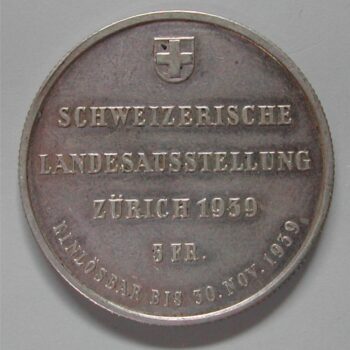 SCHWEIZERISCHE
LANDESAUSSTELLUNG
ZÜRICH 1939
5 FR.
EINLÖSBAR BIS 30. NOV. 1939.